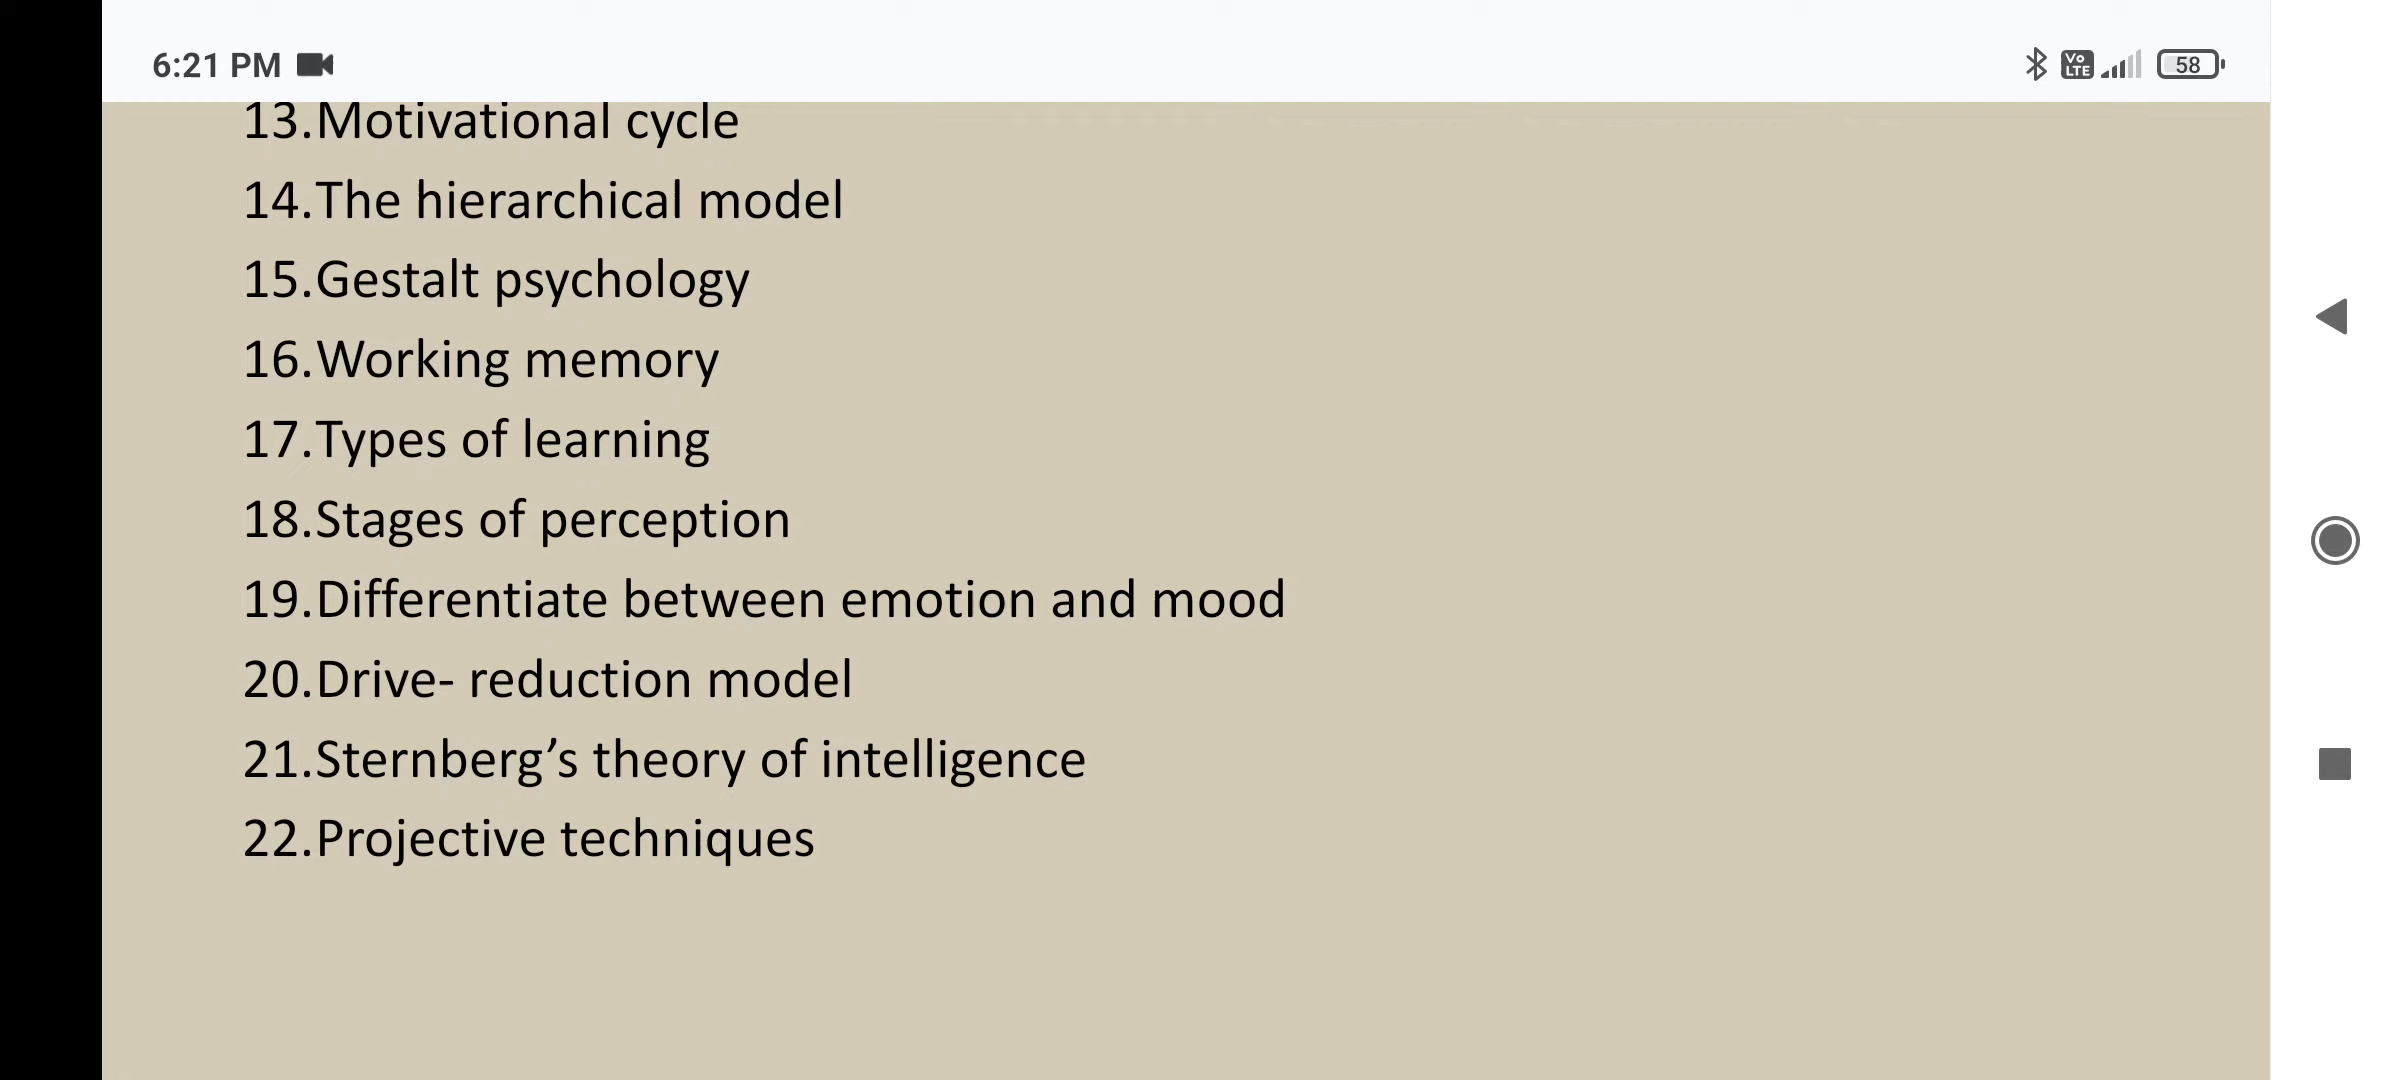 6:21 PM
Vo LTE
58
13.Motivational cycle
14.The hierarchical model
15.Gestalt psychology
16.Working memory
17.Types of learning
18.Stages of perception
19.Differentiate between emotion and mood
20.Drive- reduction model
21.Sternberg’s theory of intelligence
22.Projective techniques